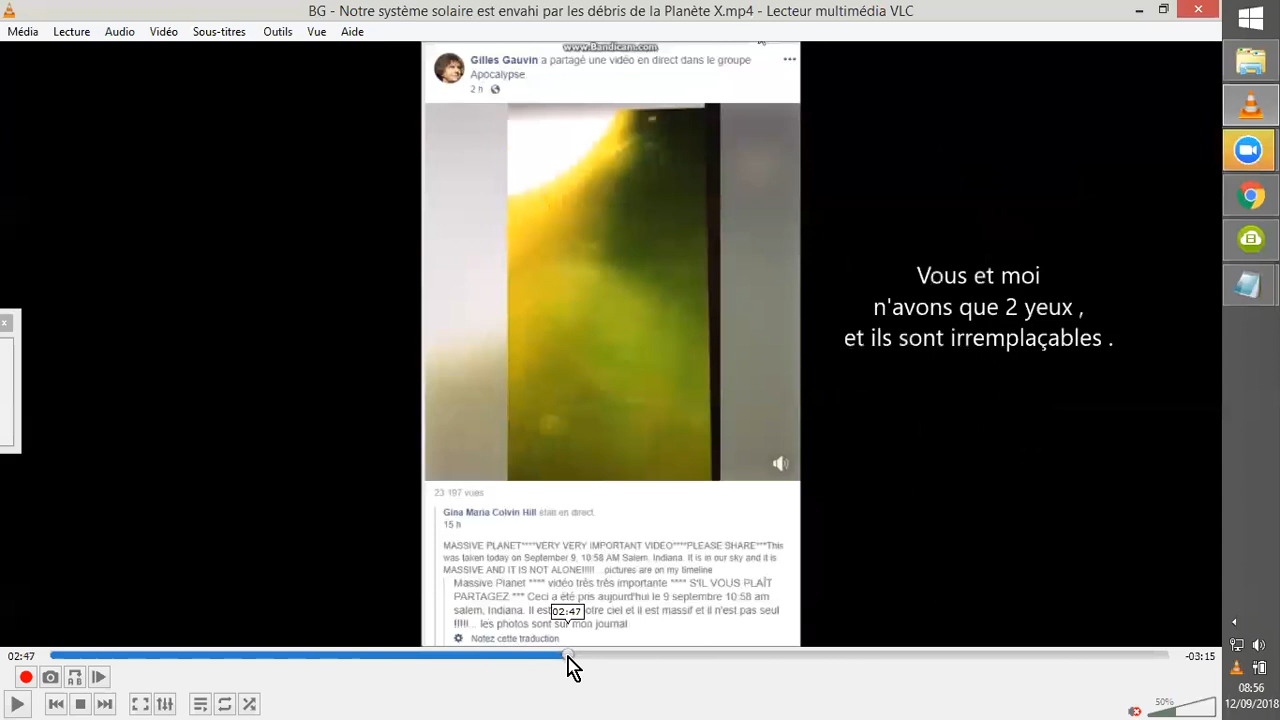 BG - Notre système solaire est envahi par les débris de la Planète X.mp4 - Lecteur multimédia VLC
Média Lecture Audio Vidéo Sous-titres Outils Vue Aide
www.Bandicam.com
Gilles Gauvin a partagé une vidéo en direct dans le groupe
Apocalypse
2 h
Vous et moi
n'avons que 2 yeux ,
et ils sont irremplaçables .
23 197 vues
Gina Maria Colvin Hill était en direct.
15 h
MASSIVE PLANET****VERY VERY IMPORTANT VIDEO****PLEASE SHARE***This
was taken today on September 9, 10:58 AM Salem, Indiana. It is in our sky and it is
MASSIVE AND IT IS NOT ALONE!!!!! ...pictures are on my timeline
Massive Planet **** vidéo très très importante **** S'IL VOUS PLAÎT
PARTAGEZ *** Ceci a été pris aujourd'hui le 9 septembre 10:58 am
salem, Indiana. Il est otre ciel et il est massif et il n'est pas seul
!!!!! .. les photos sont sur mon journal
02:47
Notez cette traduction
02:47 -03:15
50%
08:56
12/09/2018